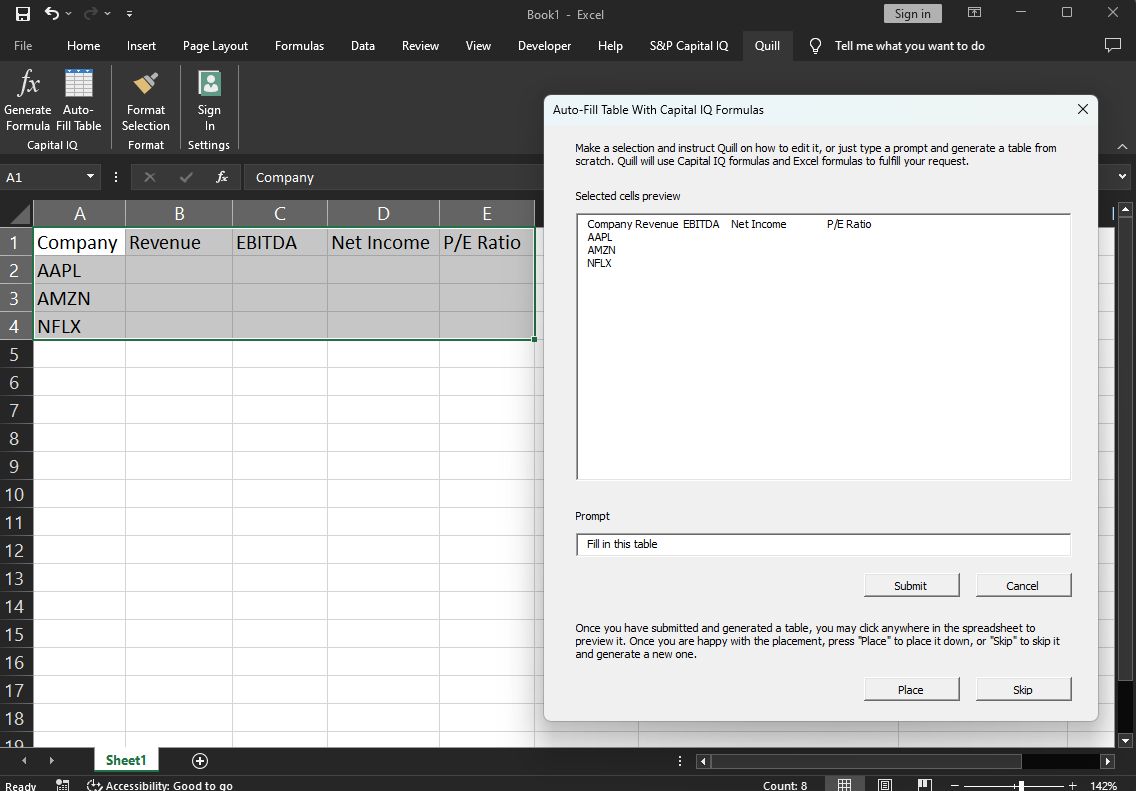 Book1 - Excel
Sign in
File Home Insert Page Layout Formulas Data Review View Developer Help S&P Capital IQ Quill Tell me what you want to do
fx
Generate Formula
Auto-Fill Table
Capital IQ
Format Selection
Format
Sign In
Settings
A1
fx
Company
A B C D E
1 Company Revenue EBITDA Net Income P/E Ratio
2 AAPL
3 AMZN
4 NFLX
5
6
7
8
9
10
11
12
13
14
15
16
17
18
19
Auto-Fill Table With Capital IQ Formulas
Make a selection and instruct Quill on how to edit it, or just type a prompt and generate a table from
scratch. Quill will use Capital IQ formulas and Excel formulas to fulfill your request.
Selected cells preview
Company Revenue EBITDA Net Income P/E Ratio
AAPL
AMZN
NFLX
Prompt
Fill in this table
Submit Cancel
Once you have submitted and generated a table, you may click anywhere in the spreadsheet to
preview it. Once you are happy with the placement, press "Place" to place it down, or "Skip" to skip it
and generate a new one.
Place Skip
Sheet1
Ready Accessibility: Good to go Count: 8 142%